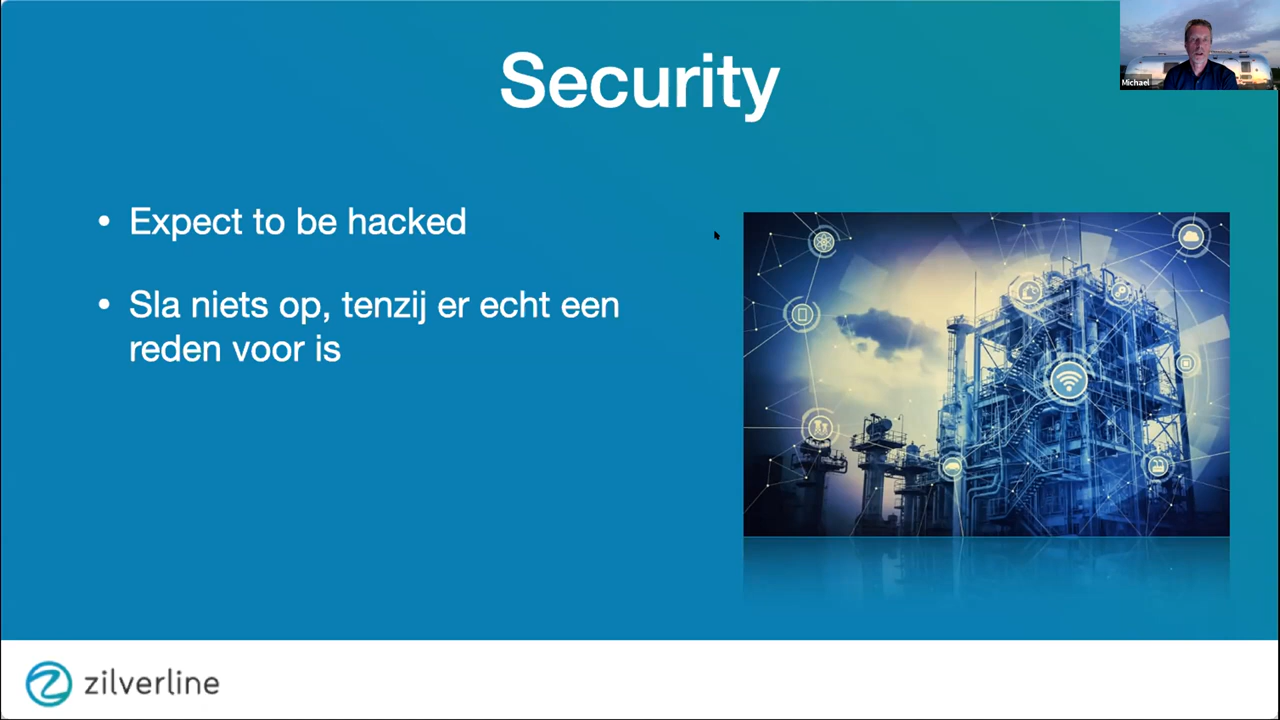 Security
Michael
• Expect to be hacked
• Sla niets op, tenzij er echt een
reden voor is
zilverline